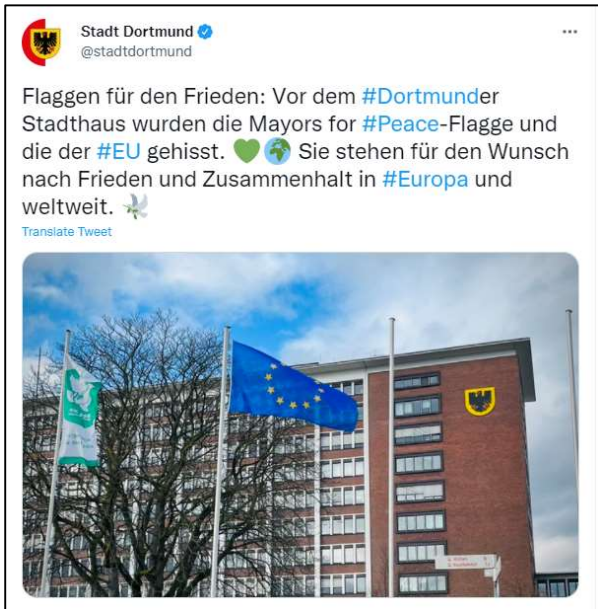 Stadt Dortmund
@stadtdortmund
Flaggen für den Frieden: Vor dem #Dortmunder
Stadthaus wurden die Mayors for #Peace-Flagge und
die der #EU gehisst. 💚🌍 Sie stehen für den Wunsch
nach Frieden und Zusammenhalt in #Europa und
weltweit. 🕊️
Translate Tweet